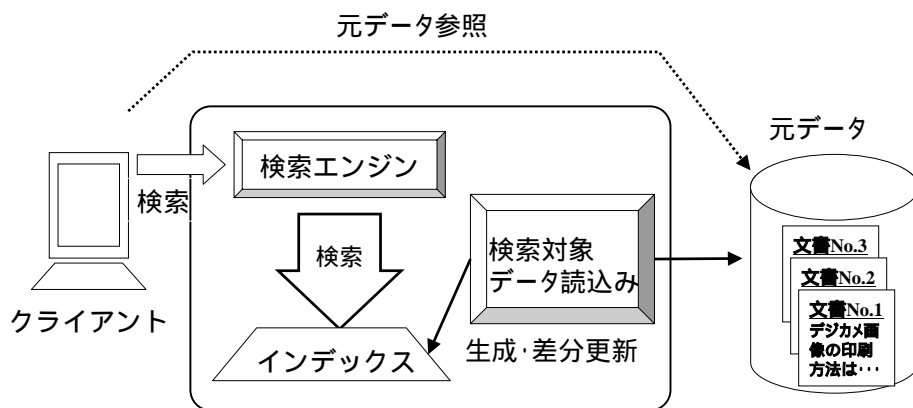 元データ参照
元データ
検索エンジン
検索
検索
検索対象
データ読込み
文書No.3
文書No.2
文書No.1
デジカメ画
像の印刷
方法は・・・
クライアント
インデックス
生成・差分更新